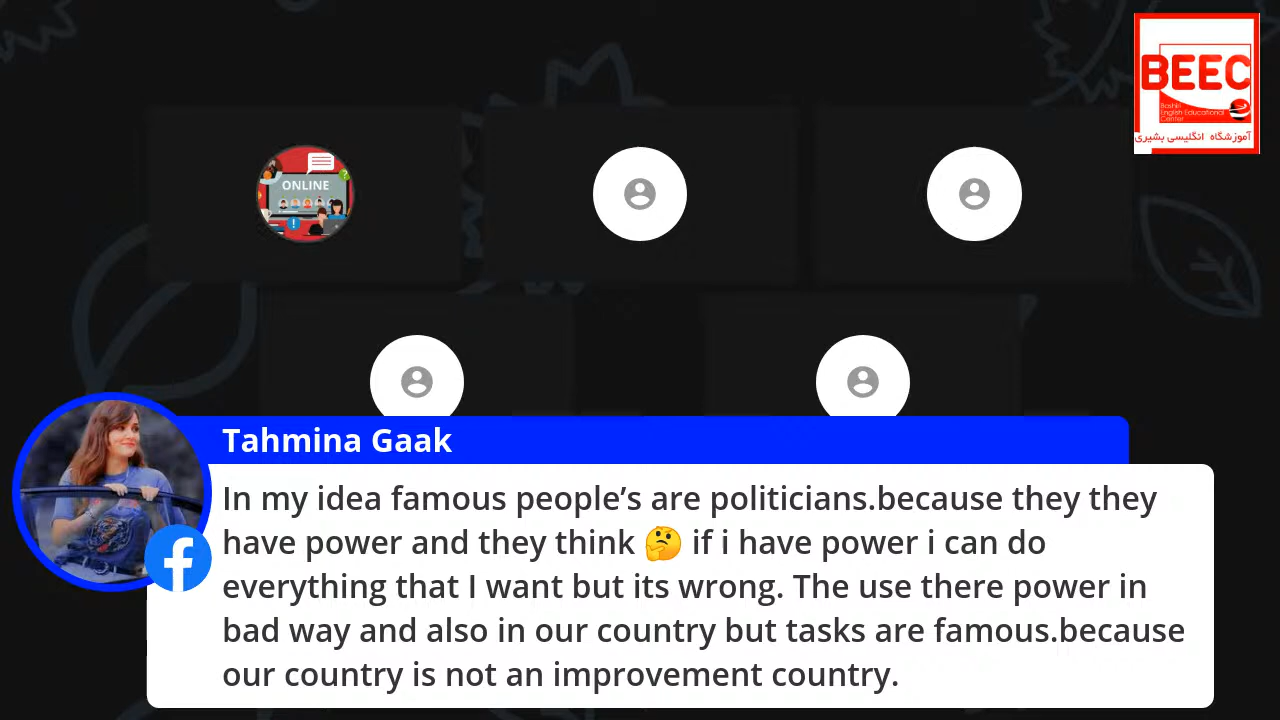 BEEC
Bashiri
English Educational
Center
آموزشگاه انگلیسی بشیری
ONLINE
?
!
Tahmina Gaak
In my idea famous people’s are politicians.because they they
have power and they think 🤔 if i have power i can do
everything that I want but its wrong. The use there power in
bad way and also in our country but tasks are famous.because
our country is not an improvement country.